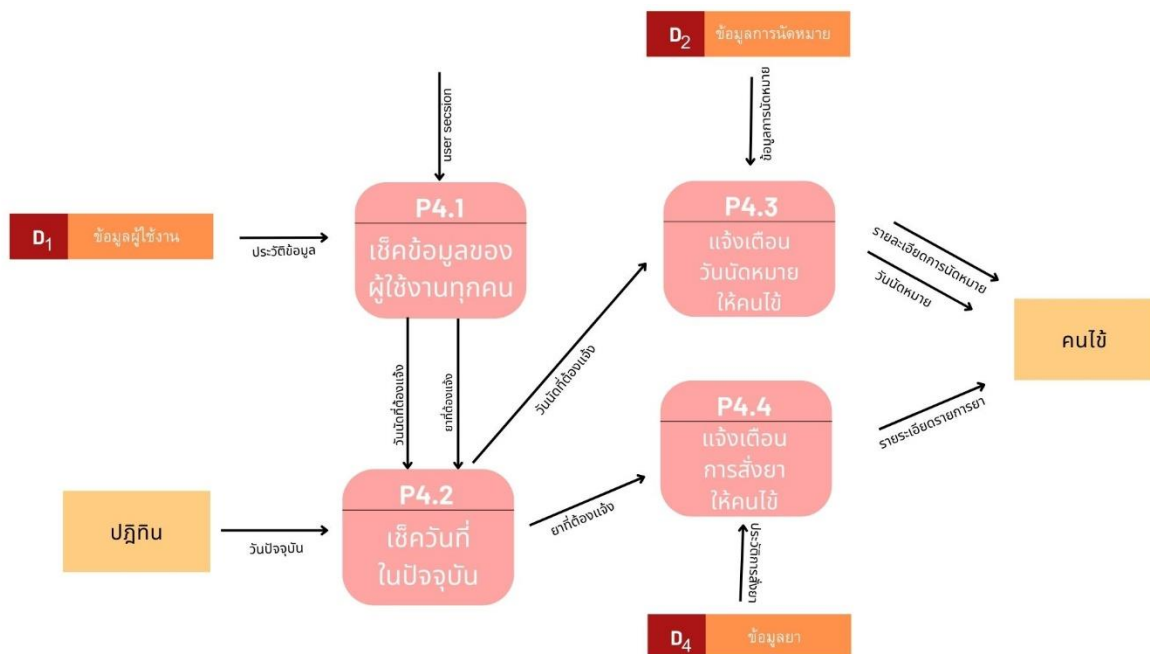 D2 ข้อมูลการนัดหมาย
ข้อมูลการนัดหมาย
user secsion
D1 ข้อมูลผู้ใช้งาน
ประวัติข้อมูล
P4.1
เช็คข้อมูลของ
ผู้ใช้งานทุกคน
P4.3
แจ้งเตือน
วันนัดหมาย
ให้คนไข้
รายละเอียดการนัดหมาย
วันนัดหมาย
คนไข้
วันนัดที่ต้องแจ้ง
ยาที่ต้องแจ้ง
วันนัดที่ต้องแจ้ง
P4.4
แจ้งเตือน
การสั่งยา
ให้คนไข้
รายระเอียดรายการยา
ปฎิทิน
วันปัจจุบัน
P4.2
เช็ควันที่
ในปัจจุบัน
ยาที่ต้องแจ้ง
ประวัติการสั่งยา
D4 ข้อมูลยา